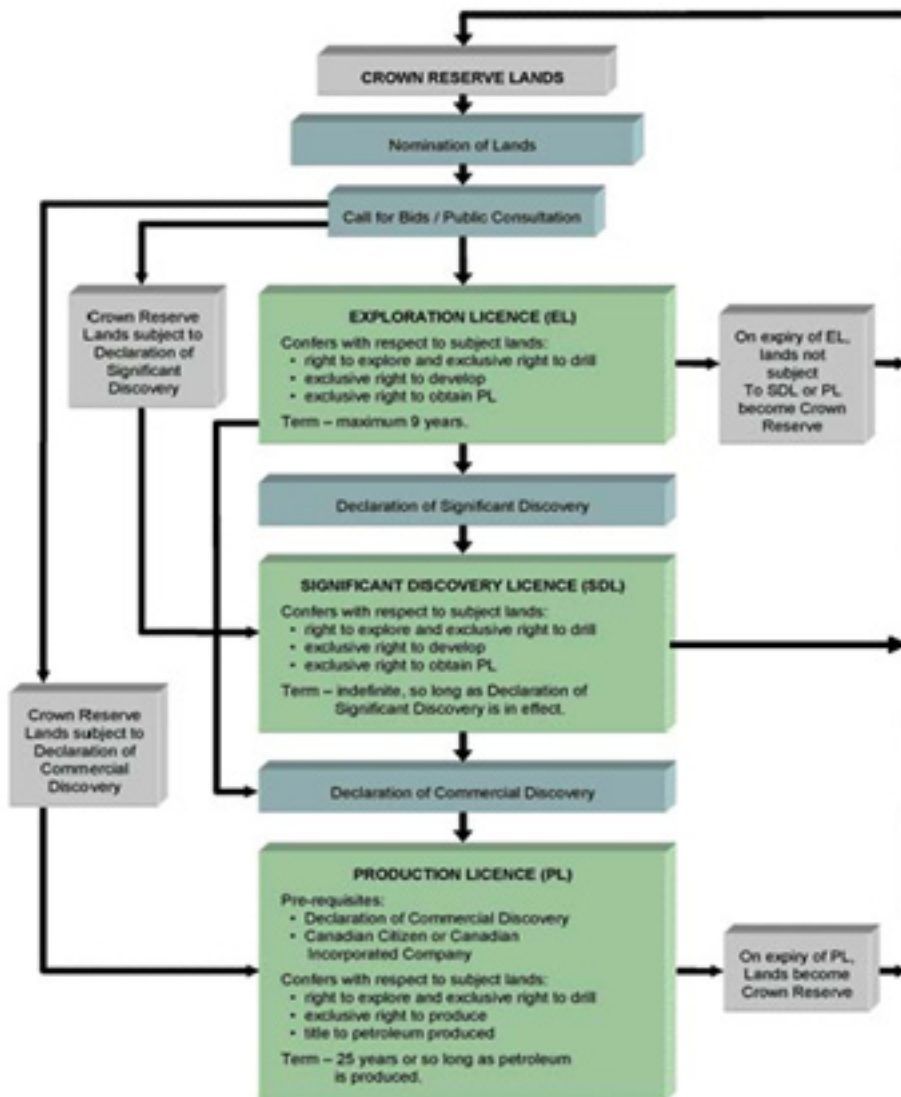 CROWN RESERVE LANDS
Nomination of Lands
Call for Bids / Public Consultation
Crown Reserve
Lands subject to
Declaration of
Significant
Discovery
EXPLORATION LICENCE (EL)
Confers with respect to subject lands:
• right to explore and exclusive right to drill
• exclusive right to develop
• exclusive right to obtain PL
Term – maximum 9 years.
On expiry of EL,
lands not
subject
To SDL or PL
become Crown
Reserve
Declaration of Significant Discovery
SIGNIFICANT DISCOVERY LICENCE (SDL)
Confers with respect to subject lands:
• right to explore and exclusive right to drill
• exclusive right to develop
• exclusive right to obtain PL
Term – indefinite, so long as Declaration of
Significant Discovery is in effect.
Crown Reserve
Lands subject to
Declaration of
Commercial
Discovery
Declaration of Commercial Discovery
PRODUCTION LICENCE (PL)
Pre-requisites:
• Declaration of Commercial Discovery
• Canadian Citizen or Canadian
Incorporated Company
Confers with respect to subject lands:
• right to explore and exclusive right to drill
• exclusive right to produce
• title to petroleum produced
Term – 25 years or so long as petroleum
is produced.
On expiry of PL,
Lands become
Crown Reserve